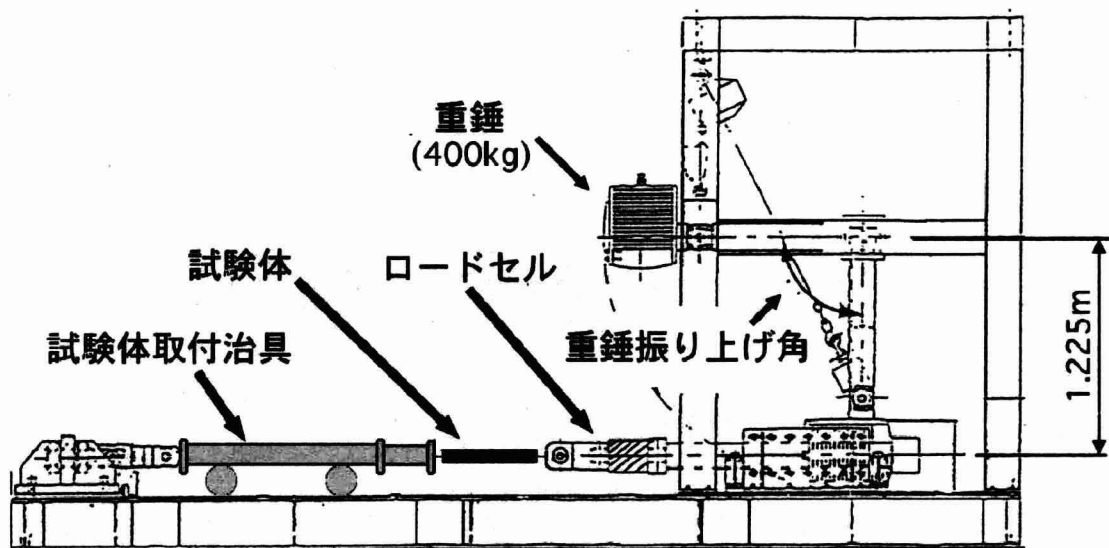 重錘
(400kg)
試験体
ロードセル
試験体取付治具
重錘振り上げ角
1.225m